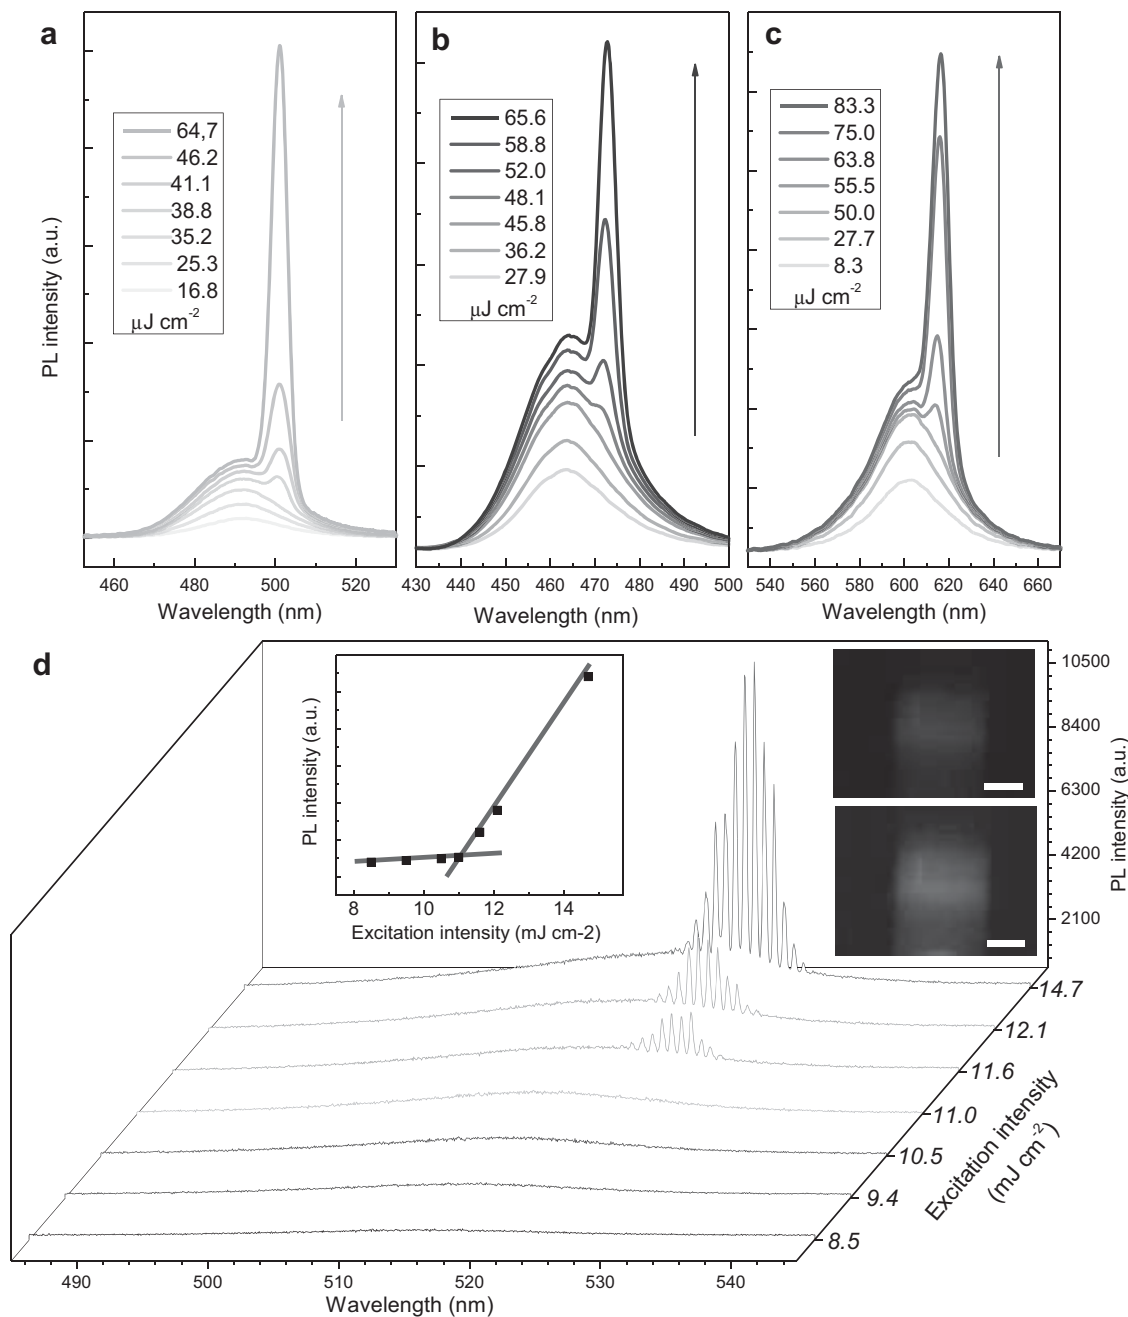 a
b
c
64,7
46.2
41.1
38.8
35.2
25.3
16.8
μJ cm-2
65.6
58.8
52.0
48.1
45.8
36.2
27.9
μJ cm-2
83.3
75.0
63.8
55.5
50.0
27.7
8.3
μJ cm-2
PL intensity (a.u.)
460 480 500 520
430 440 450 460 470 480 490 500
540 560 580 600 620 640 660
Wavelength (nm)
Wavelength (nm)
Wavelength (nm)
d
PL intensity (a.u.)
8 10 12 14
Excitation intensity (mJ cm-2)
10500
8400
6300
4200
2100
PL intensity (a.u.)
14.7
12.1
11.6
11.0
10.5
9.4
8.5
Excitation intensity
(mJ cm-2)
490 500 510 520 530 540
Wavelength (nm)